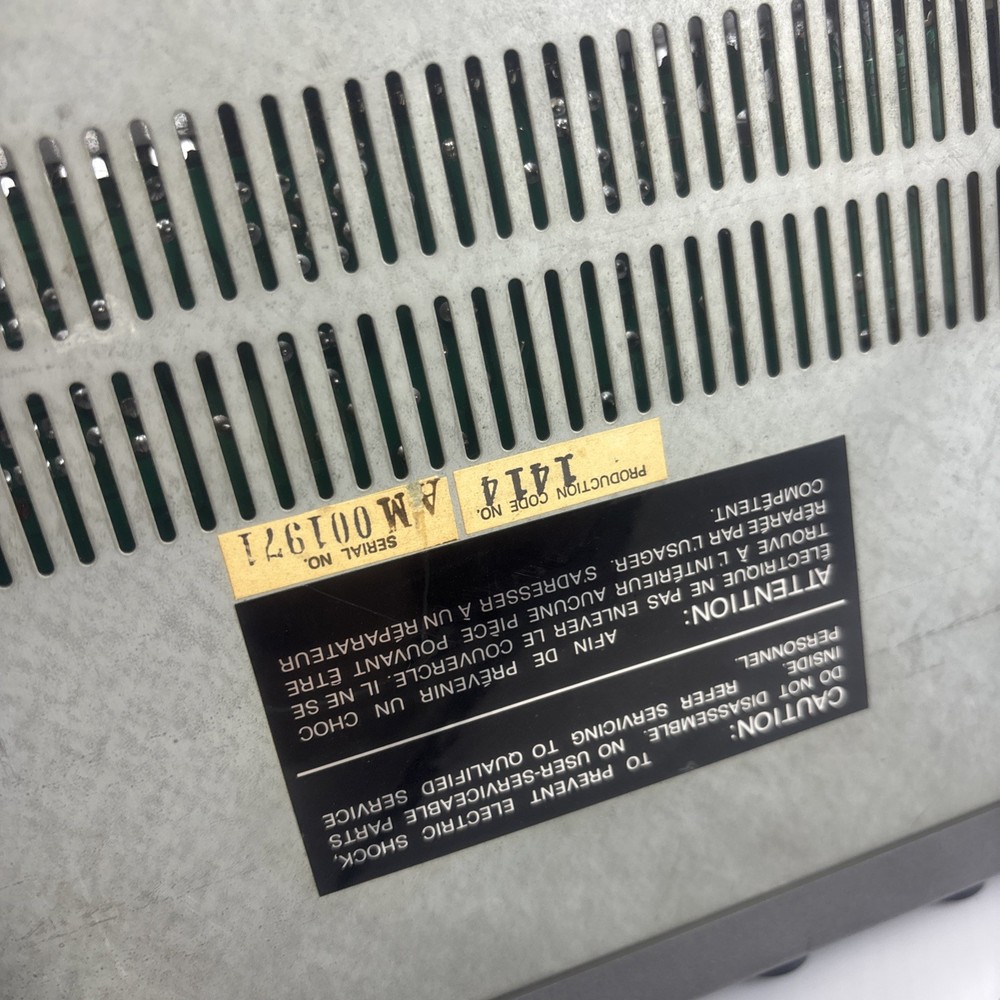 CAUTION: TO PREVENT ELECTRIC SHOCK,
DO NOT DISASSEMBLE. NO USER-SERVICEABLE PARTS
INSIDE. REFER SERVICING TO QUALIFIED SERVICE
PERSONNEL.
ATTENTION: AFIN DE PRÉVENIR UN CHOC
ÉLECTRIQUE NE PAS ENLEVER LE COUVERCLE. IL NE SE
TROUVE À L'INTÉRIEUR AUCUNE PIÈCE POUVANT ÊTRE
RÉPARÉE PAR L'USAGER. S'ADRESSER À UN RÉPARATEUR
COMPÉTENT.
PRODUCTION CODE NO.
1414
SERIAL NO.
AM001971